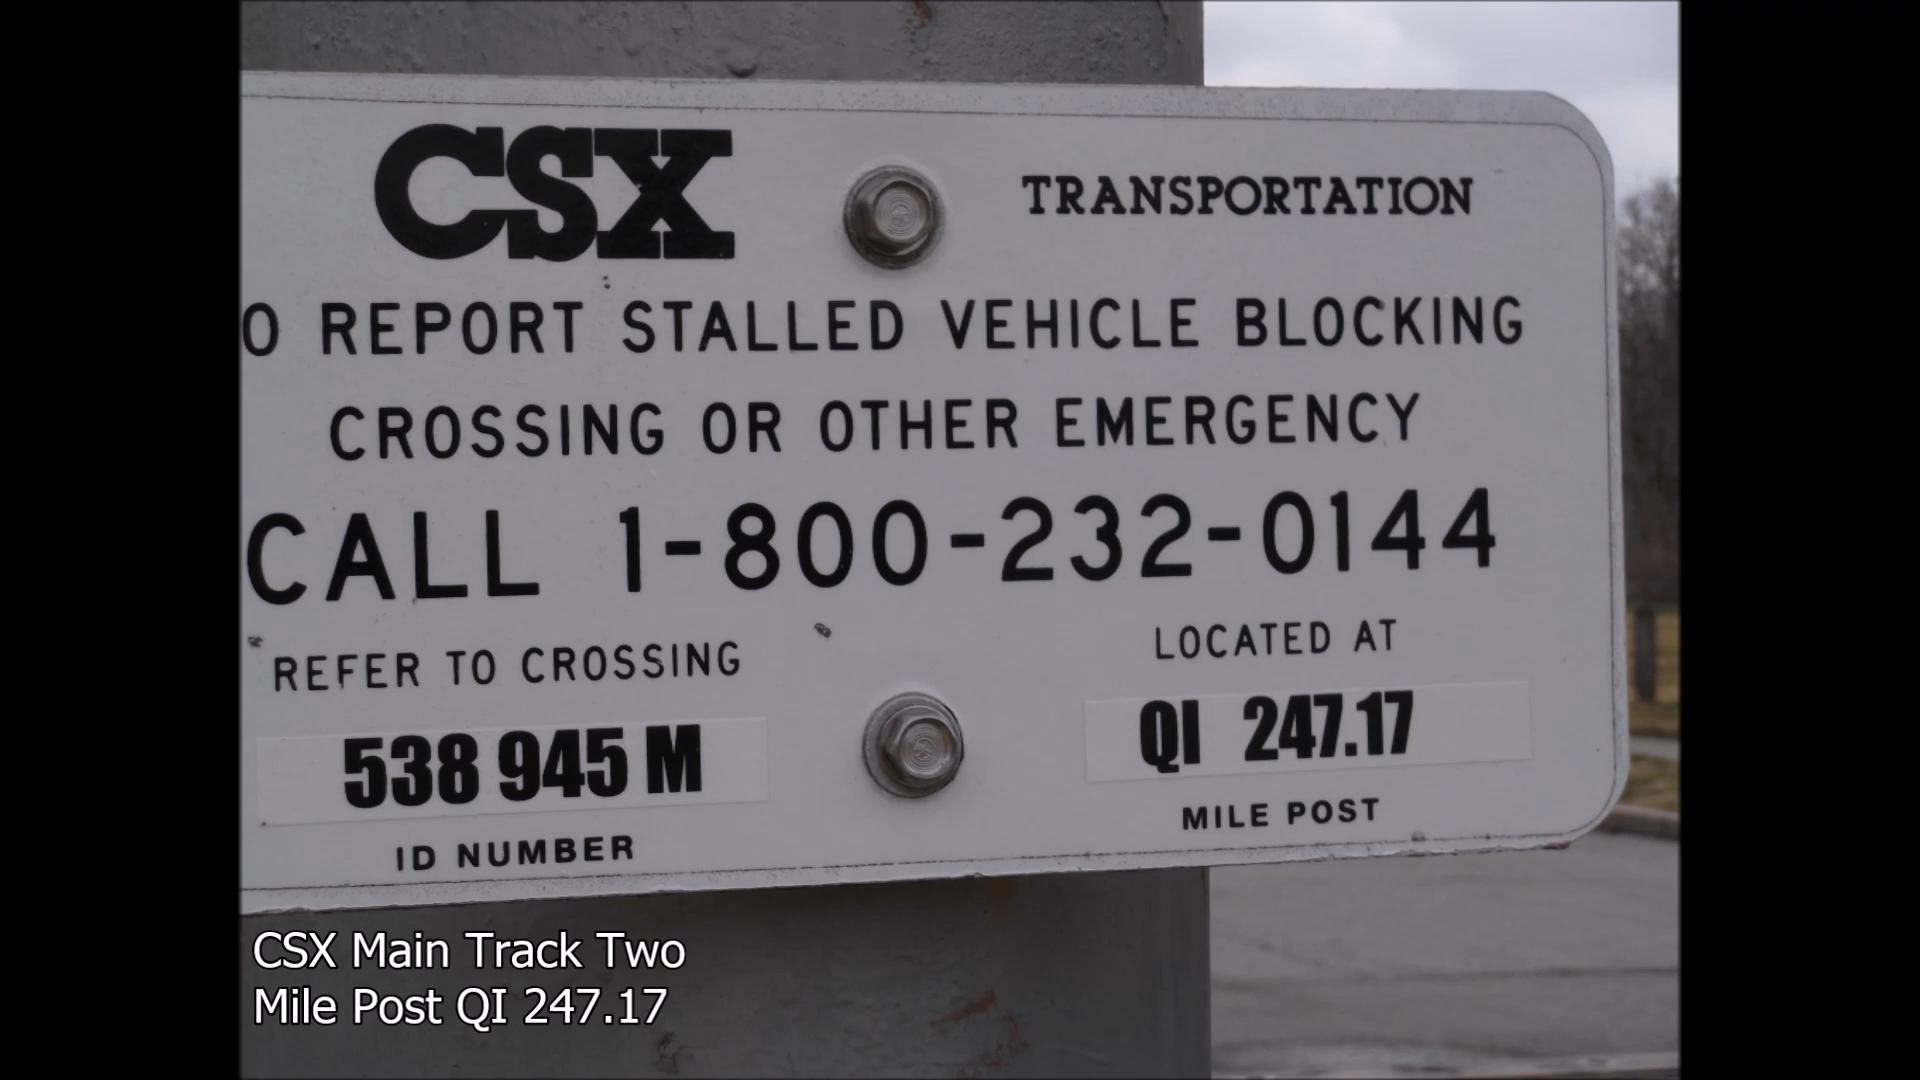 CSX TRANSPORTATION
O REPORT STALLED VEHICLE BLOCKING
CROSSING OR OTHER EMERGENCY
CALL 1-800-232-0144
REFER TO CROSSING
538 945 M
ID NUMBER
LOCATED AT
QI 247.17
MILE POST
CSX Main Track Two
Mile Post QI 247.17